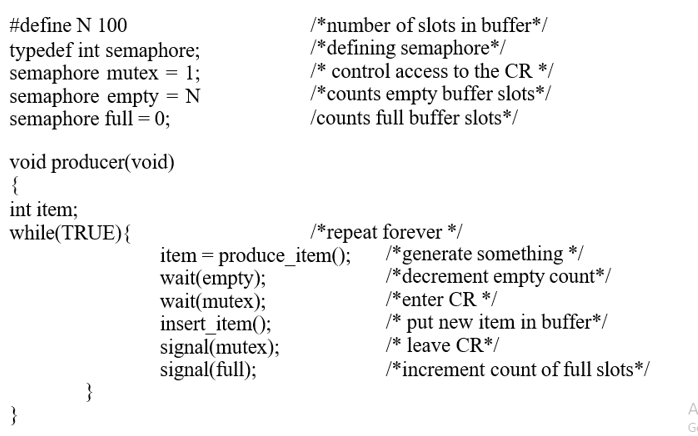 #define N 100 /*number of slots in buffer*/
typedef int semaphore; /*defining semaphore*/
semaphore mutex = 1; /* control access to the CR */
semaphore empty = N /*counts empty buffer slots*/
semaphore full = 0; /counts full buffer slots*/
void producer(void)
{
int item;
while(TRUE){ /*repeat forever */
item = produce_item(); /*generate something */
wait(empty); /*decrement empty count*/
wait(mutex); /*enter CR */
insert_item(); /* put new item in buffer*/
signal(mutex); /* leave CR*/
signal(full); /*increment count of full slots*/
}
}
A
G